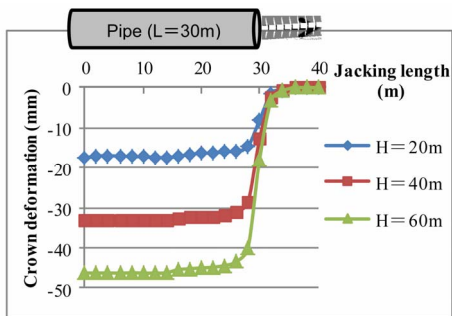 Pipe (L＝30m)
0 10 20 30 40
Jacking length
(m)
Crown deformation (mm)
0
-10
-20
-30
-40
-50
H＝20m
H＝40m
H＝60m